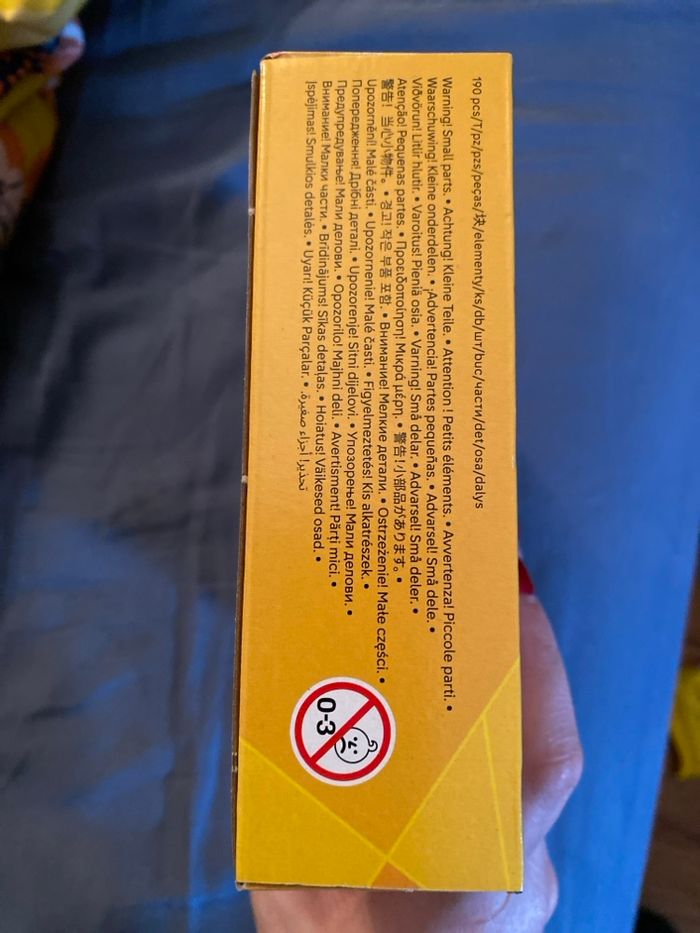 190 pcs/T/pz/pzs/peças/块/elementy/ks/db/шт/buc/части/det/osa/dalys
Warning! Small parts. • Achtung! Kleine Teile. • Attention ! Petits éléments. • Avvertenza! Piccole parti. •
Waarschuwing! Kleine onderdelen. • ¡Advertencia! Partes pequeñas. • Advarsel! Små dele. •
Viðvörun! Litlir hlutir. • Varoitus! Pieniä osia. • Varning! Små delar. • Advarsel! Små deler. •
Atenção! Pequenas partes. • Προειδοποίηση! Μικρά μέρη. • 警告!小部品があります。 •
警告! 当心小物件。 • 경고! 작은 부품 포함. • Внимание! Мелкие детали. • Ostrzeżenie! Małe części. •
Upozornění! Malé části. • Upozornenie! Malé časti. • Figyelmeztetés! Kis alkatrészek. •
Попередження! Дрібні деталі. • Upozorenje! Sitni dijelovi. • Упозорење! Мали делови. •
Предупредување! Мали делови. • Opozorilo! Majhni deli. • Avertisment! Părți mici. •
Внимание! Малки части. • Brīdinājums! Sīkas detaļas. • Hoiatus! Väikesed osad. •
Įspėjimas! Smulkios detalės. • Uyarı! Küçük Parçalar. • تحذير! أجزاء صغيرة.
0-3